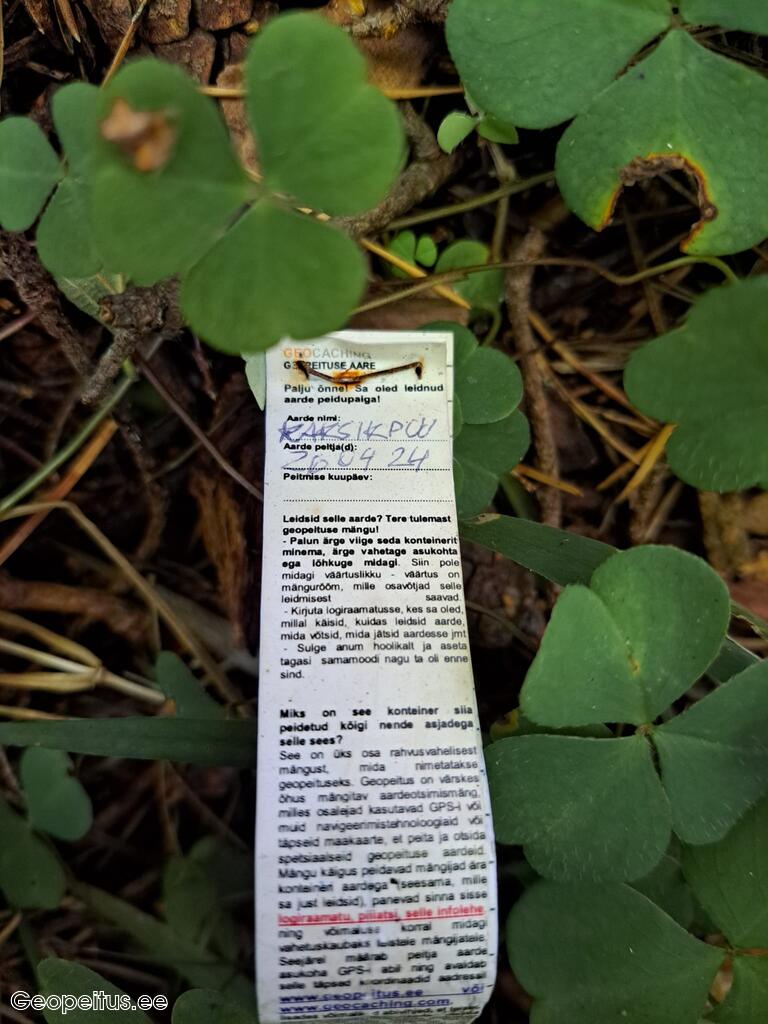 GEOCACHING
GEOPEITUSE AARE
Palju õnne! Sa oled leidnud
aarde peidupaiga!
Aarde nimi:
KARSIKPUU
Aarde peitja(d):
26 04 24
Peitmise kuupäev:
Leidsid selle aarde? Tere tulemast
geopeituse mängu!
- Palun ärge viige seda konteinerit
minema, ärge vahetage asukohta
ega lõhkuge midagi. Siin pole
midagi väärtuslikku - väärtus on
mängurõõm, mille osavõtjad selle
leidmisest saavad.
- Kirjuta logiraamatusse, kes sa oled,
millal käisid, kuidas leidsid aarde,
mida võtsid, mida jätsid aardesse jmt
- Sulge anum hoolikalt ja aseta
tagasi samamoodi nagu ta oli enne
sind.
Miks on see konteiner siia
peidetud kõigi nende asjadega
selle sees?
See on üks osa rahvusvahelisest
mängust, mida nimetatakse
geopeituseks. Geopeitus on värskes
õhus mängitav aardeotsimismäng,
milles osalejad kasutavad GPS-i või
muid navigeerimistehnoloogiaid või
täpseid maakaarte, et peita ja otsida
spetsiaalseid geopeituse aardeid.
Mängu käigus peidavad mängijad ära
konteineri aardega (seesama, mille
sa just leidsid), panevad sinna sisse
logiraamatu, pliiatsi, selle infolehe
ning võimaluse korral midagi
vahetuskaubaks teistele mängijatele.
Seejärel määrab peitja aarde
asukoha GPS-i abil ning avaldab
selle täpsed koordinaadid aadressil
www.geopeitus.ee või
www.geocaching.com,
Geopeitus.ee